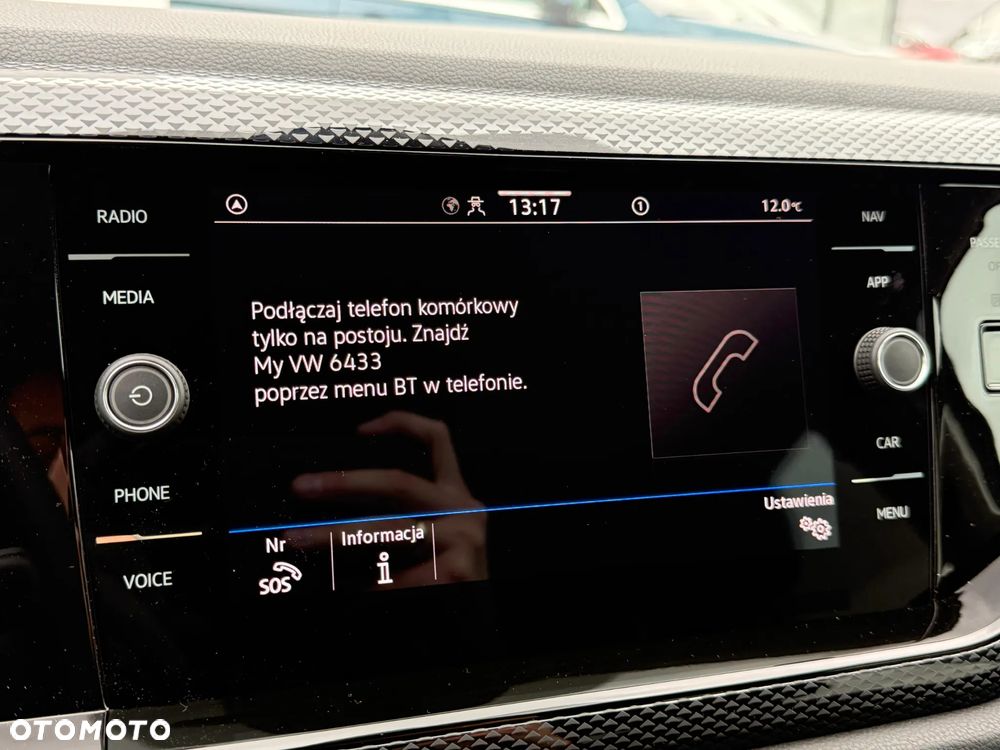 RADIO
MEDIA
PHONE
VOICE
13:17
1
12.0°C
Podłączaj telefon komórkowy
tylko na postoju. Znajdź
My VW 6433
poprzez menu BT w telefonie.
Ustawienia
Nr
SOS
Informacja
i
NAV
APP
CAR
MENU
OTOMOTO